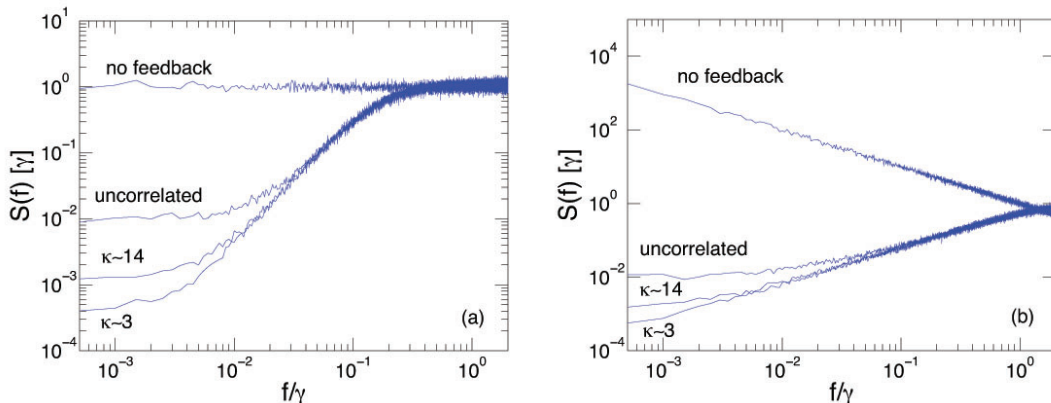 10^1
10^0
10^-1
10^-2
10^-3
10^-4
S(f) [γ]
no feedback
uncorrelated
κ~14
κ~3
(a)
10^-3
10^-2
10^-1
10^0
f/γ
10^4
10^2
10^0
10^-2
10^-4
S(f) [γ]
no feedback
uncorrelated
κ~14
κ~3
(b)
10^-3
10^-2
10^-1
10^0
f/γ